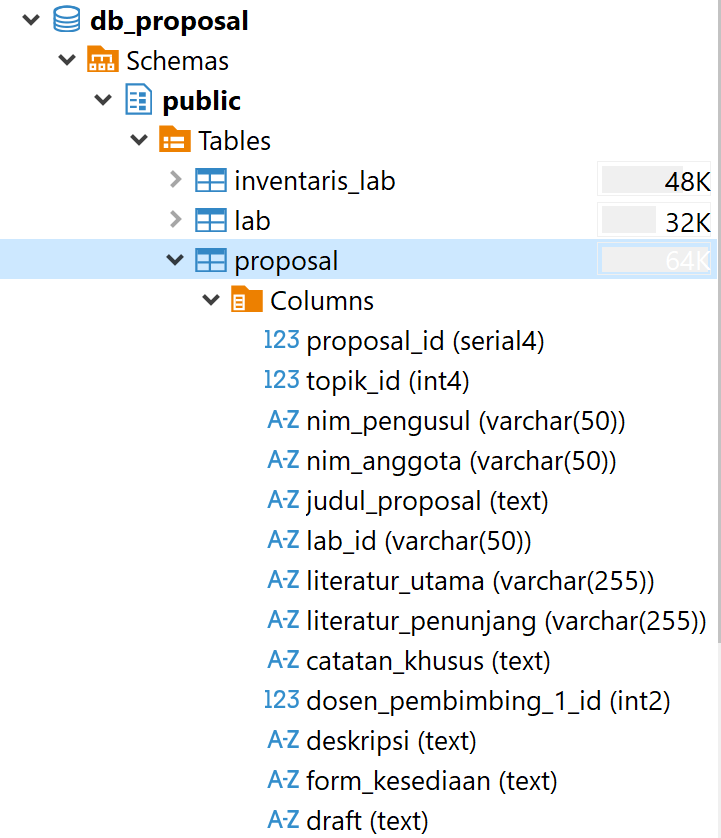 db_proposal
Schemas
public
Tables
inventaris_lab 48K
lab 32K
proposal 64K
Columns
123 proposal_id (serial4)
123 topik_id (int4)
A-Z nim_pengusul (varchar(50))
A-Z nim_anggota (varchar(50))
A-Z judul_proposal (text)
A-Z lab_id (varchar(50))
A-Z literatur_utama (varchar(255))
A-Z literatur_penunjang (varchar(255))
A-Z catatan_khusus (text)
123 dosen_pembimbing_1_id (int2)
A-Z deskripsi (text)
A-Z form_kesediaan (text)
A-Z draft (text)